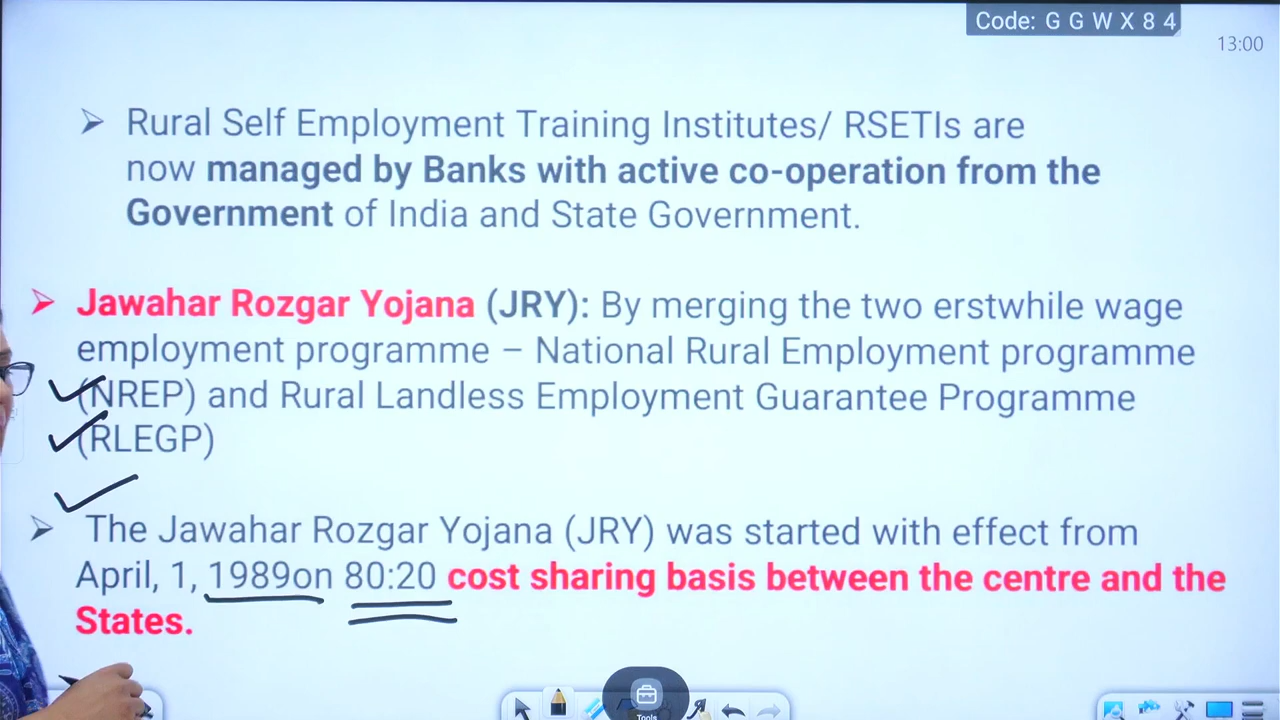 Code: G G W X 8 4
13:00
➢ Rural Self Employment Training Institutes/ RSETIs are
now managed by Banks with active co-operation from the
Government of India and State Government.
➢ Jawahar Rozgar Yojana (JRY): By merging the two erstwhile wage
employment programme – National Rural Employment programme
(NREP) and Rural Landless Employment Guarantee Programme
(RLEGP)
➢ The Jawahar Rozgar Yojana (JRY) was started with effect from
April, 1, 1989on 80:20 cost sharing basis between the centre and the
States.
Tools